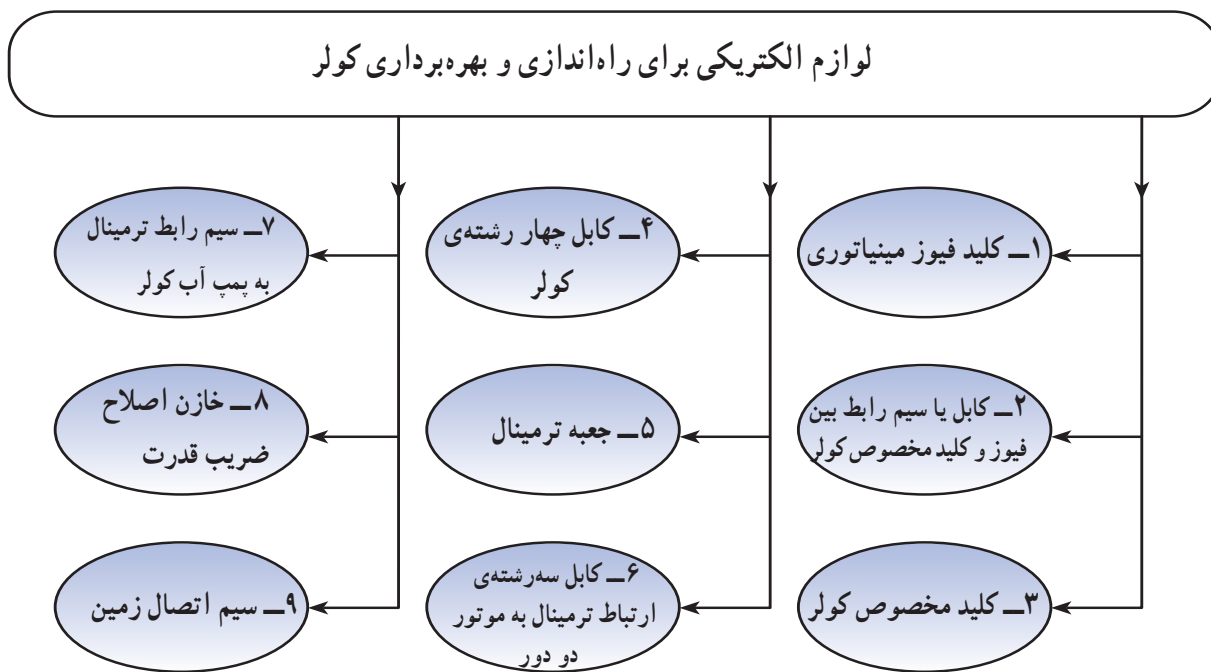 لوازم الکتریکی برای راه‌اندازی و بهره‌برداری کولر
۱ــ کلید فیوز مینیاتوری
۲ــ کابل یا سیم رابط بین
فیوز و کلید مخصوص کولر
۳ــ کلید مخصوص کولر
۴ــ کابل چهار رشته‌ی
کولر
۵ــ جعبه ترمینال
۶ــ کابل سه‌رشته‌ی
ارتباط ترمینال به موتور
دو دور
۷ــ سیم رابط ترمینال
به پمپ آب کولر
۸ــ خازن اصلاح
ضریب قدرت
۹ــ سیم اتصال زمین